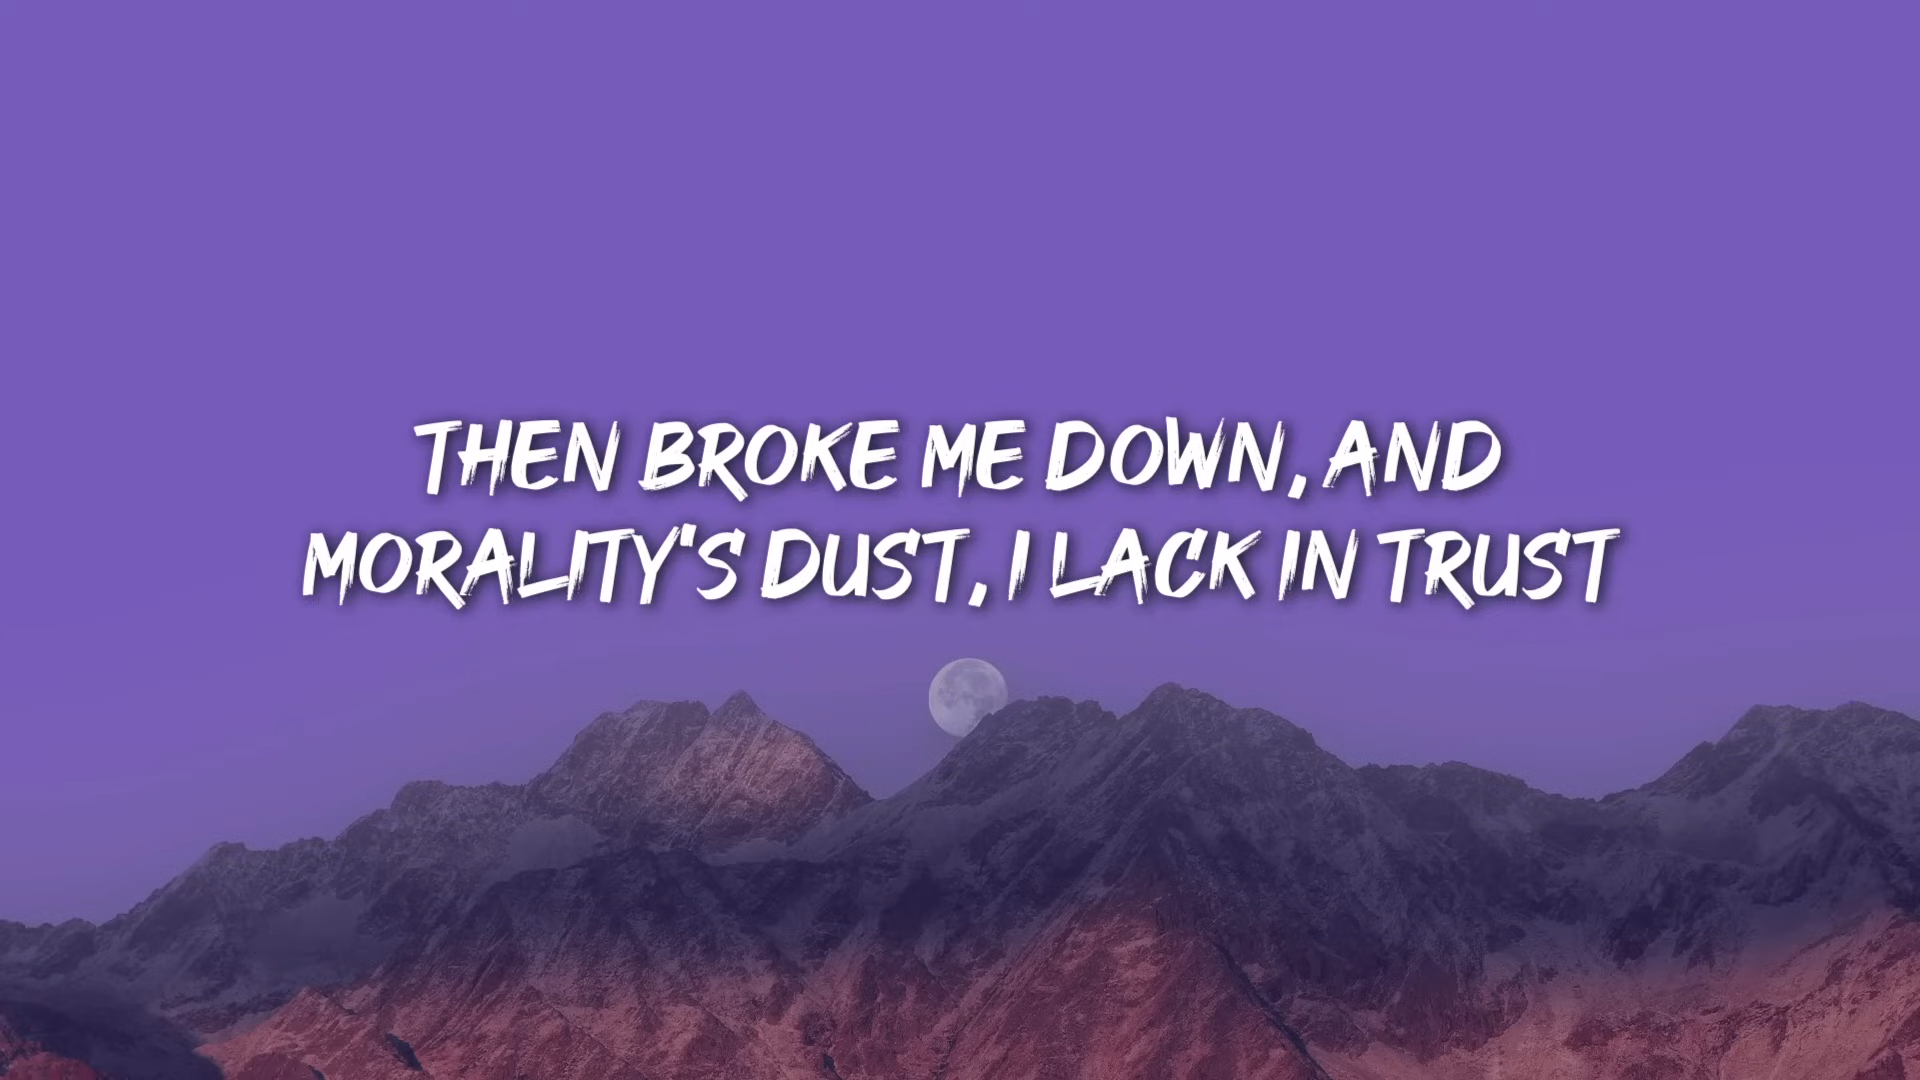 THEN BROKE ME DOWN, AND
MORALITY'S DUST, I LACK IN TRUST